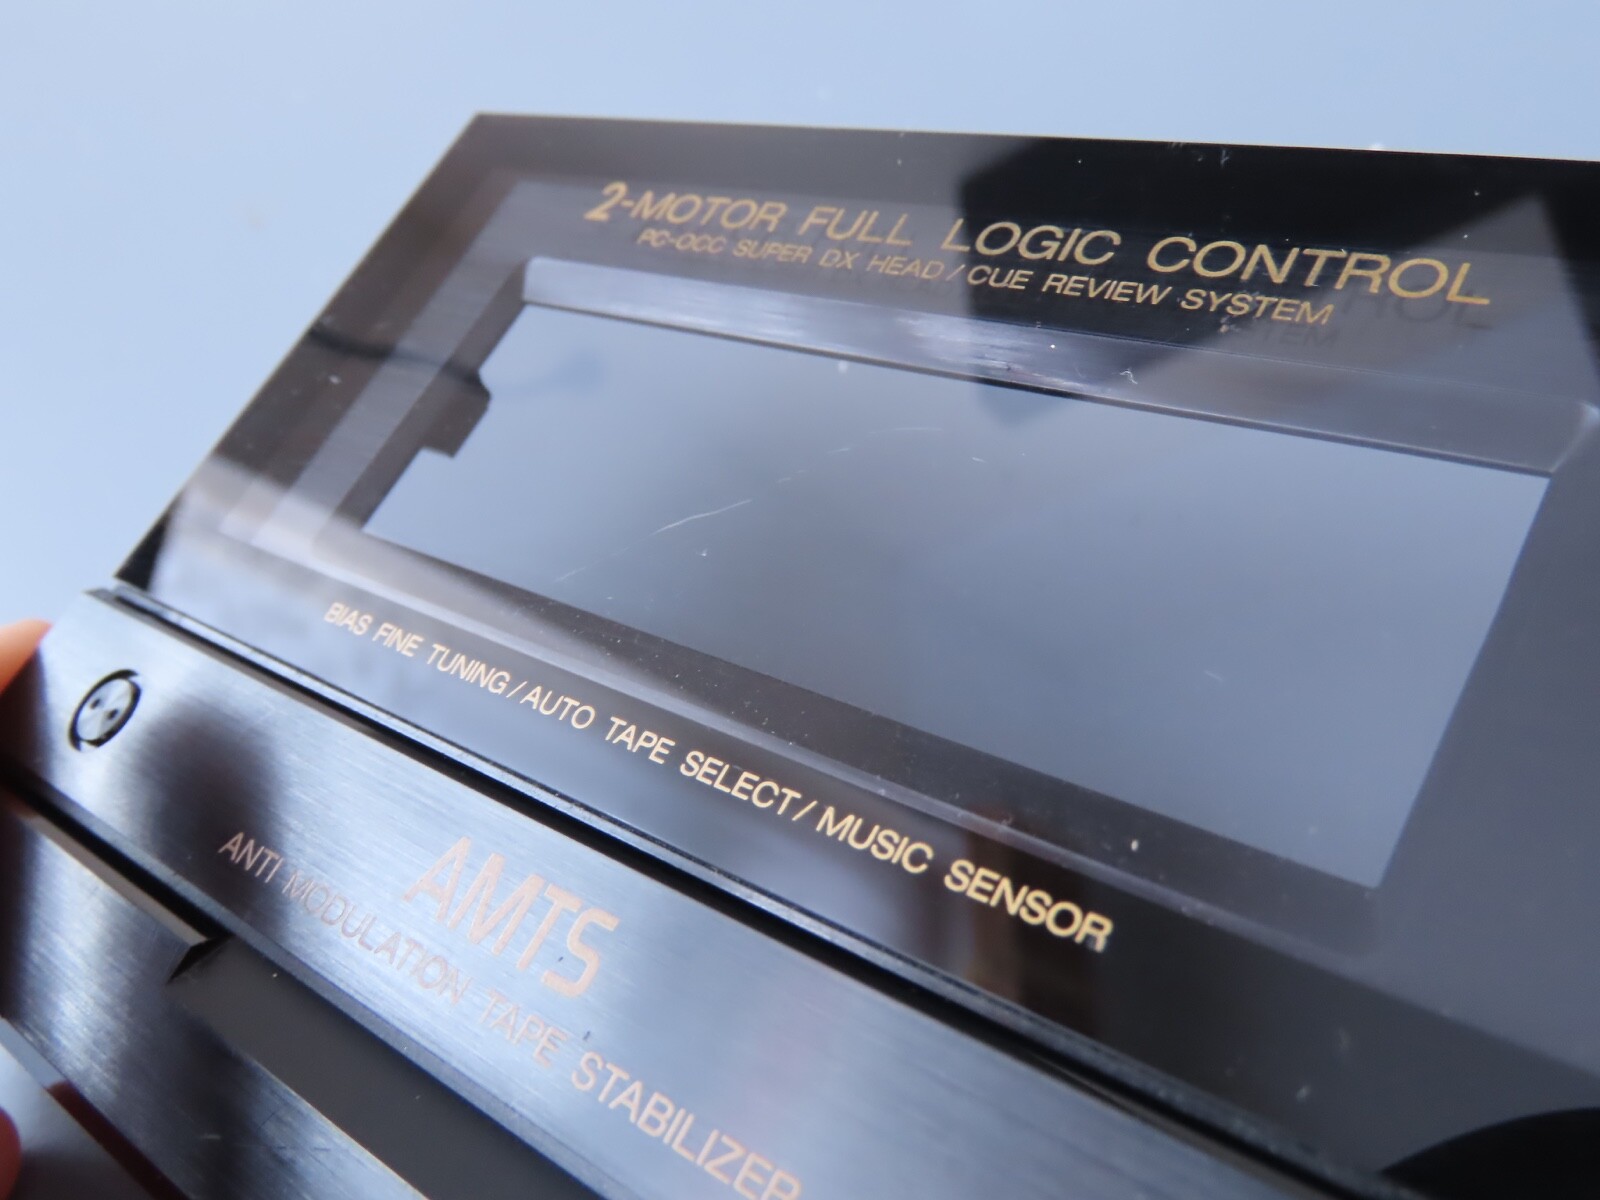 2-MOTOR FULL LOGIC CONTROL
PC-OCC SUPER DX HEAD / CUE REVIEW SYSTEM
BIAS FINE TUNING / AUTO TAPE SELECT / MUSIC SENSOR
AMTS
ANTI MODULATION TAPE STABILIZER